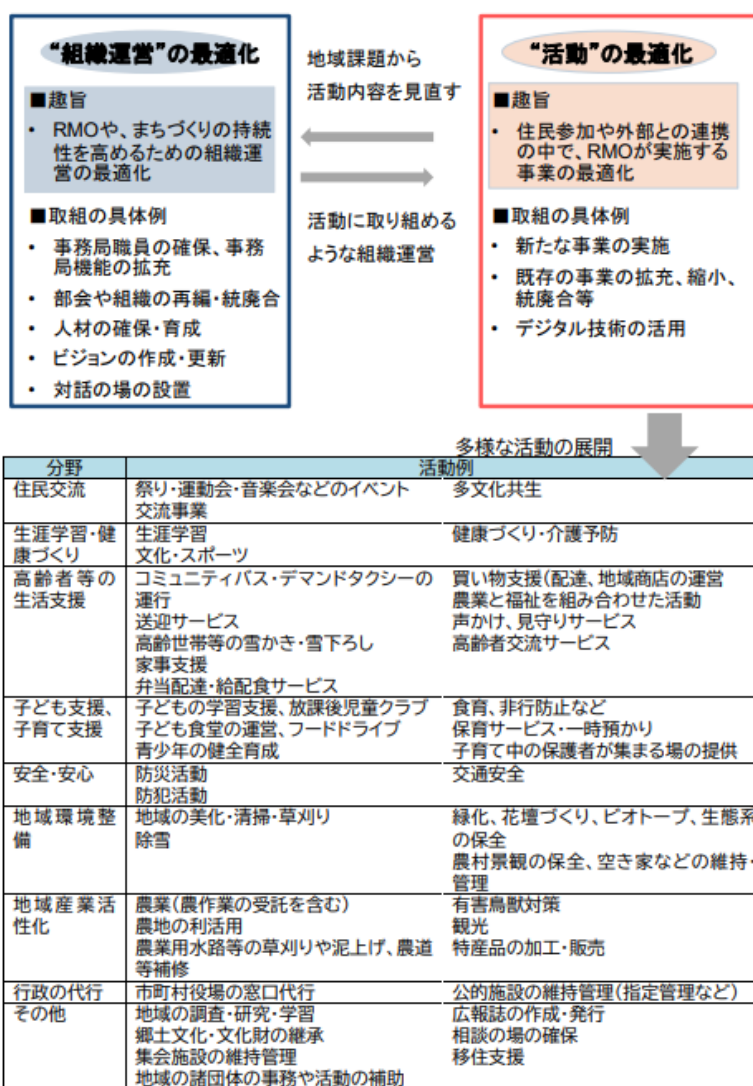 “組織運営”の最適化
■趣旨
• RMOや、まちづくりの持続
性を高めるための組織運
営の最適化
■取組の具体例
• 事務局職員の確保、事務
局機能の拡充
• 部会や組織の再編・統廃合
• 人材の確保・育成
• ビジョンの作成・更新
• 対話の場の設置
地域課題から
活動内容を見直す
活動に取り組める
ような組織運営
“活動”の最適化
■趣旨
• 住民参加や外部との連携
の中で、RMOが実施する
事業の最適化
■取組の具体例
• 新たな事業の実施
• 既存の事業の拡充、縮小、
統廃合等
• デジタル技術の活用
多様な活動の展開
分野 活動例
住民交流
祭り・運動会・音楽会などのイベント
交流事業
多文化共生
生涯学習・健
康づくり
生涯学習
文化・スポーツ
健康づくり・介護予防
高齢者等の
生活支援
コミュニティバス・デマンドタクシーの
運行
送迎サービス
高齢世帯等の雪かき・雪下ろし
家事支援
弁当配達・給配食サービス
買い物支援(配達、地域商店の運営
農業と福祉を組み合わせた活動
声かけ、見守りサービス
高齢者交流サービス
子ども支援、
子育て支援
子どもの学習支援、放課後児童クラブ
子ども食堂の運営、フードドライブ
青少年の健全育成
食育、非行防止など
保育サービス・一時預かり
子育て中の保護者が集まる場の提供
安全・安心
防災活動
防犯活動
交通安全
地域環境整
備
地域の美化・清掃・草刈り
除雪
緑化、花壇づくり、ビオトープ、生態系
の保全
農村景観の保全、空き家などの維持・
管理
地域産業活
性化
農業(農作業の受託を含む)
農地の利活用
農業用水路等の草刈りや泥上げ、農道
等補修
有害鳥獣対策
観光
特産品の加工・販売
行政の代行
市町村役場の窓口代行
公的施設の維持管理(指定管理など)
その他
地域の調査・研究・学習
郷土文化・文化財の継承
集会施設の維持管理
地域の諸団体の事務や活動の補助
広報誌の作成・発行
相談の場の確保
移住支援